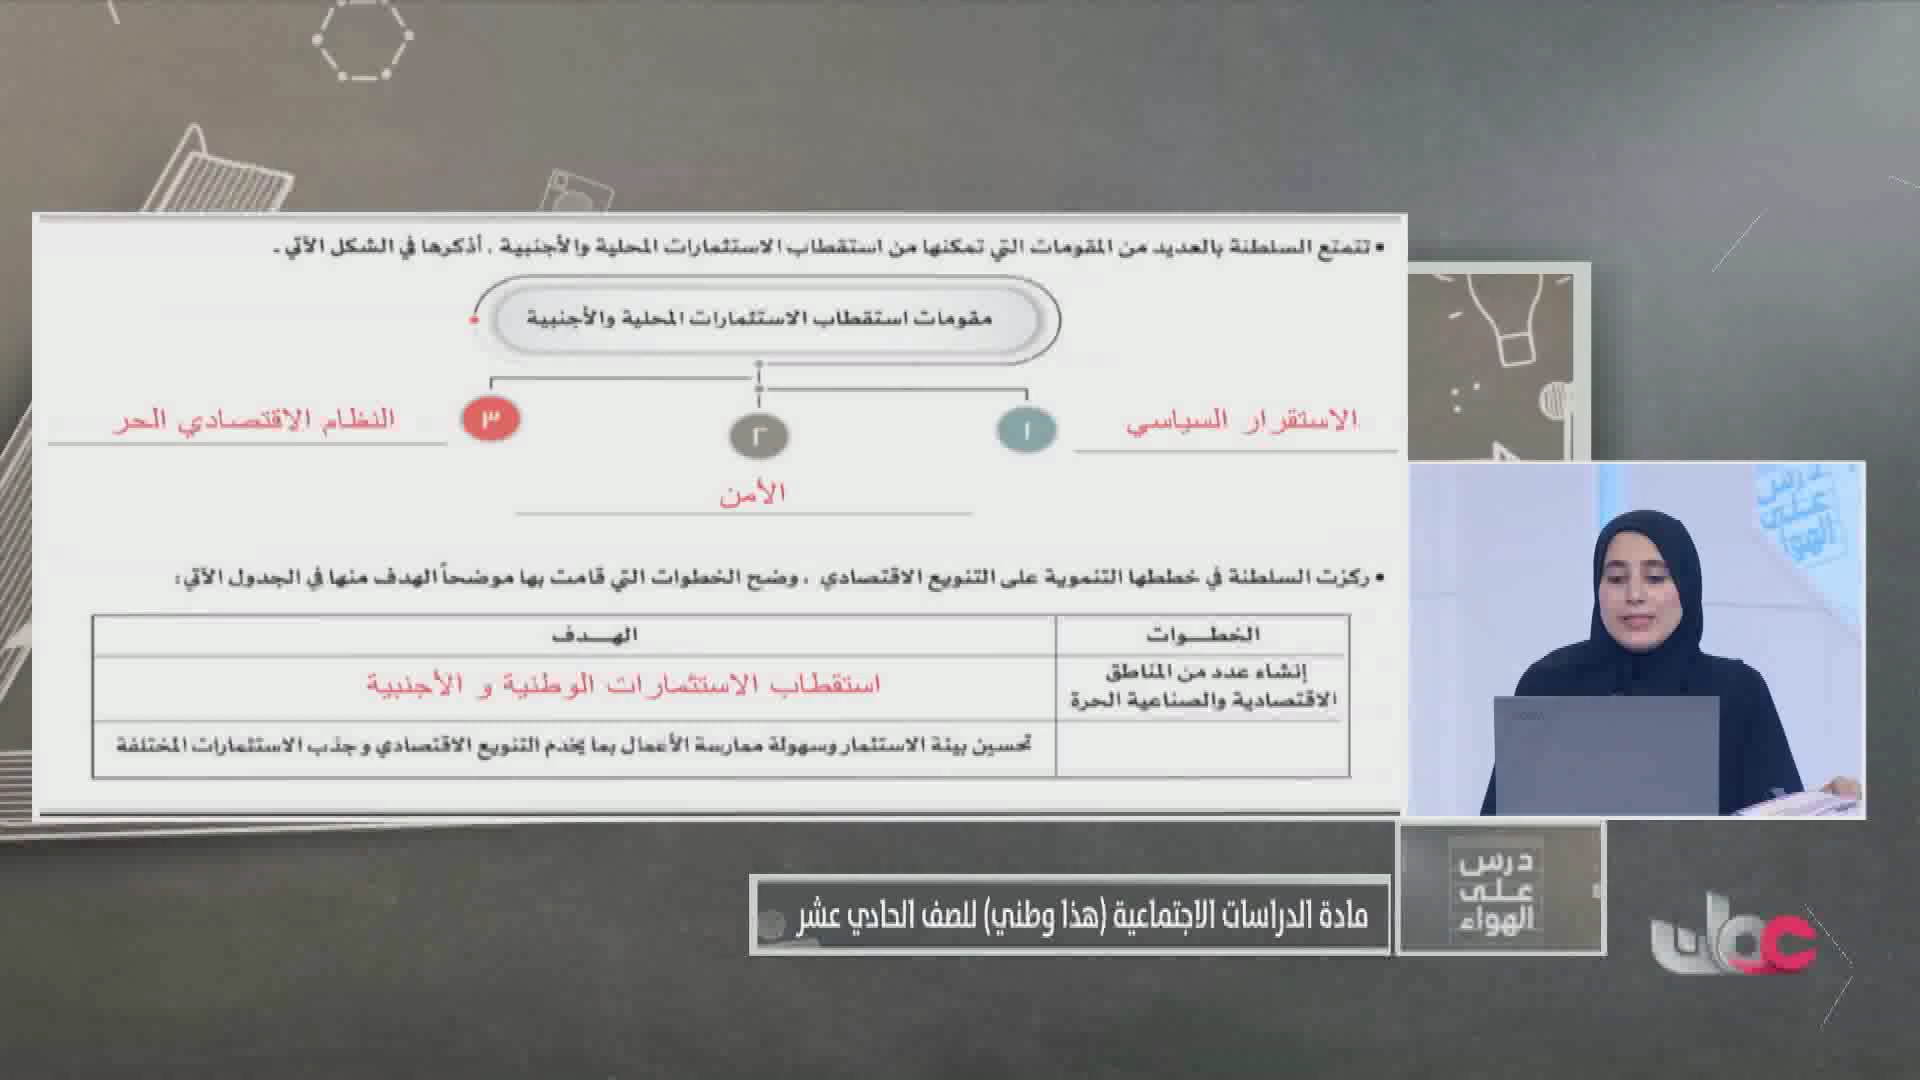 • تتمتع السلطنة بالعديد من المقومات التي تمكنها من استقطاب الاستثمارات المحلية والأجنبية ، أذكرها في الشكل الآتي -
مقومات استقطاب الاستثمارات المحلية والأجنبية
١
الاستقرار السياسي
٢
الأمن
٣
النظام الاقتصادي الحر
• ركزت السلطنة في خططها التنموية على التنويع الاقتصادي ، وضح الخطوات التي قامت بها موضحاً الهدف منها في الجدول الآتي:
الخطـوات
الهـدف
إنشاء عدد من المناطق
الاقتصادية والصناعية الحرة
استقطاب الاستثمارات الوطنية و الأجنبية
تحسين بيئة الاستثمار وسهولة ممارسة الأعمال بما يخدم التنويع الاقتصادي وجذب الاستثمارات المختلفة
درس
على
الهواء
مادة الدراسات الاجتماعية (هذا وطني) للصف الحادي عشر
درس
على
الهواء
عمان